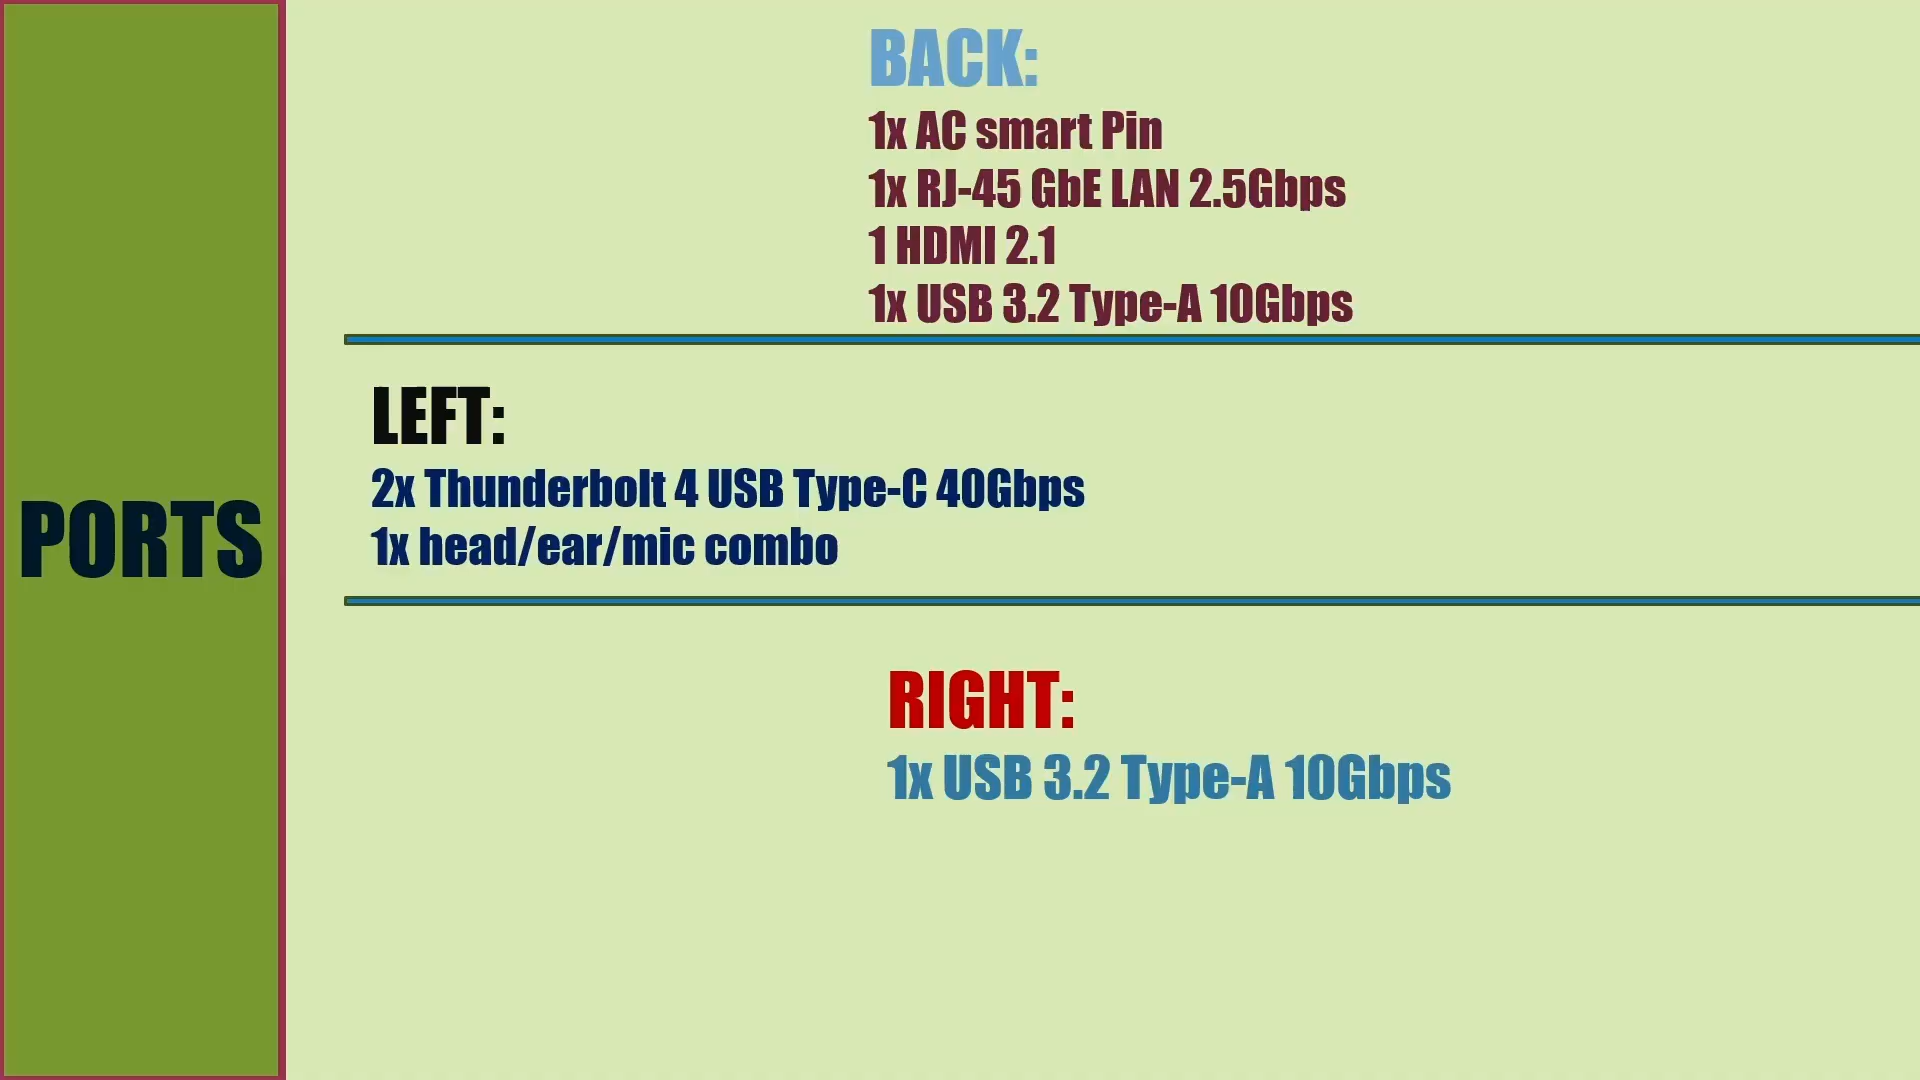 PORTS
BACK:
1x AC smart Pin
1x RJ-45 GbE LAN 2.5Gbps
1 HDMI 2.1
1x USB 3.2 Type-A 10Gbps
LEFT:
2x Thunderbolt 4 USB Type-C 40Gbps
1x head/ear/mic combo
RIGHT:
1x USB 3.2 Type-A 10Gbps